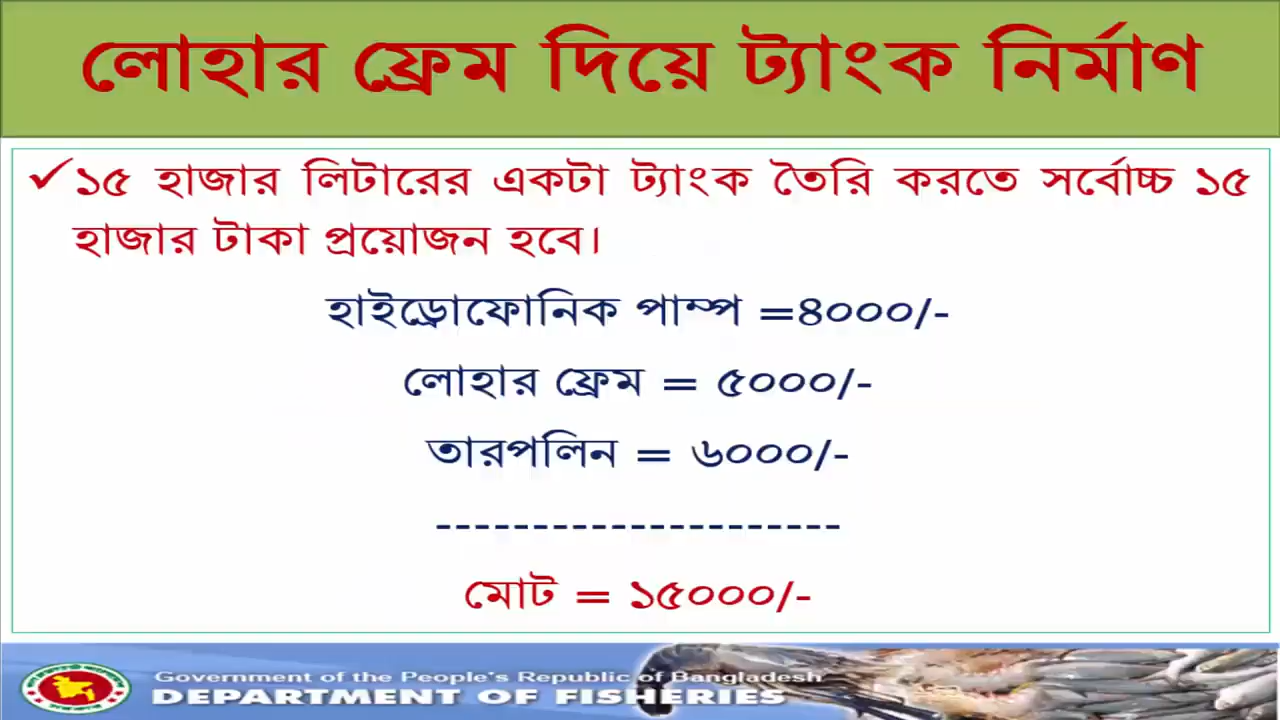 লোহার ফ্রেম দিয়ে ট্যাংক নির্মাণ
✓১৫ হাজার লিটারের একটা ট্যাংক তৈরি করতে সর্বোচ্চ ১৫
হাজার টাকা প্রয়োজন হবে।
হাইড্রোফোনিক পাম্প =৪০০০/-
লোহার ফ্রেম = ৫০০০/-
তারপলিন = ৬০০০/-
---------------------
মোট = ১৫০০০/-
Government of the People's Republic of Bangladesh
DEPARTMENT OF FISHERIES